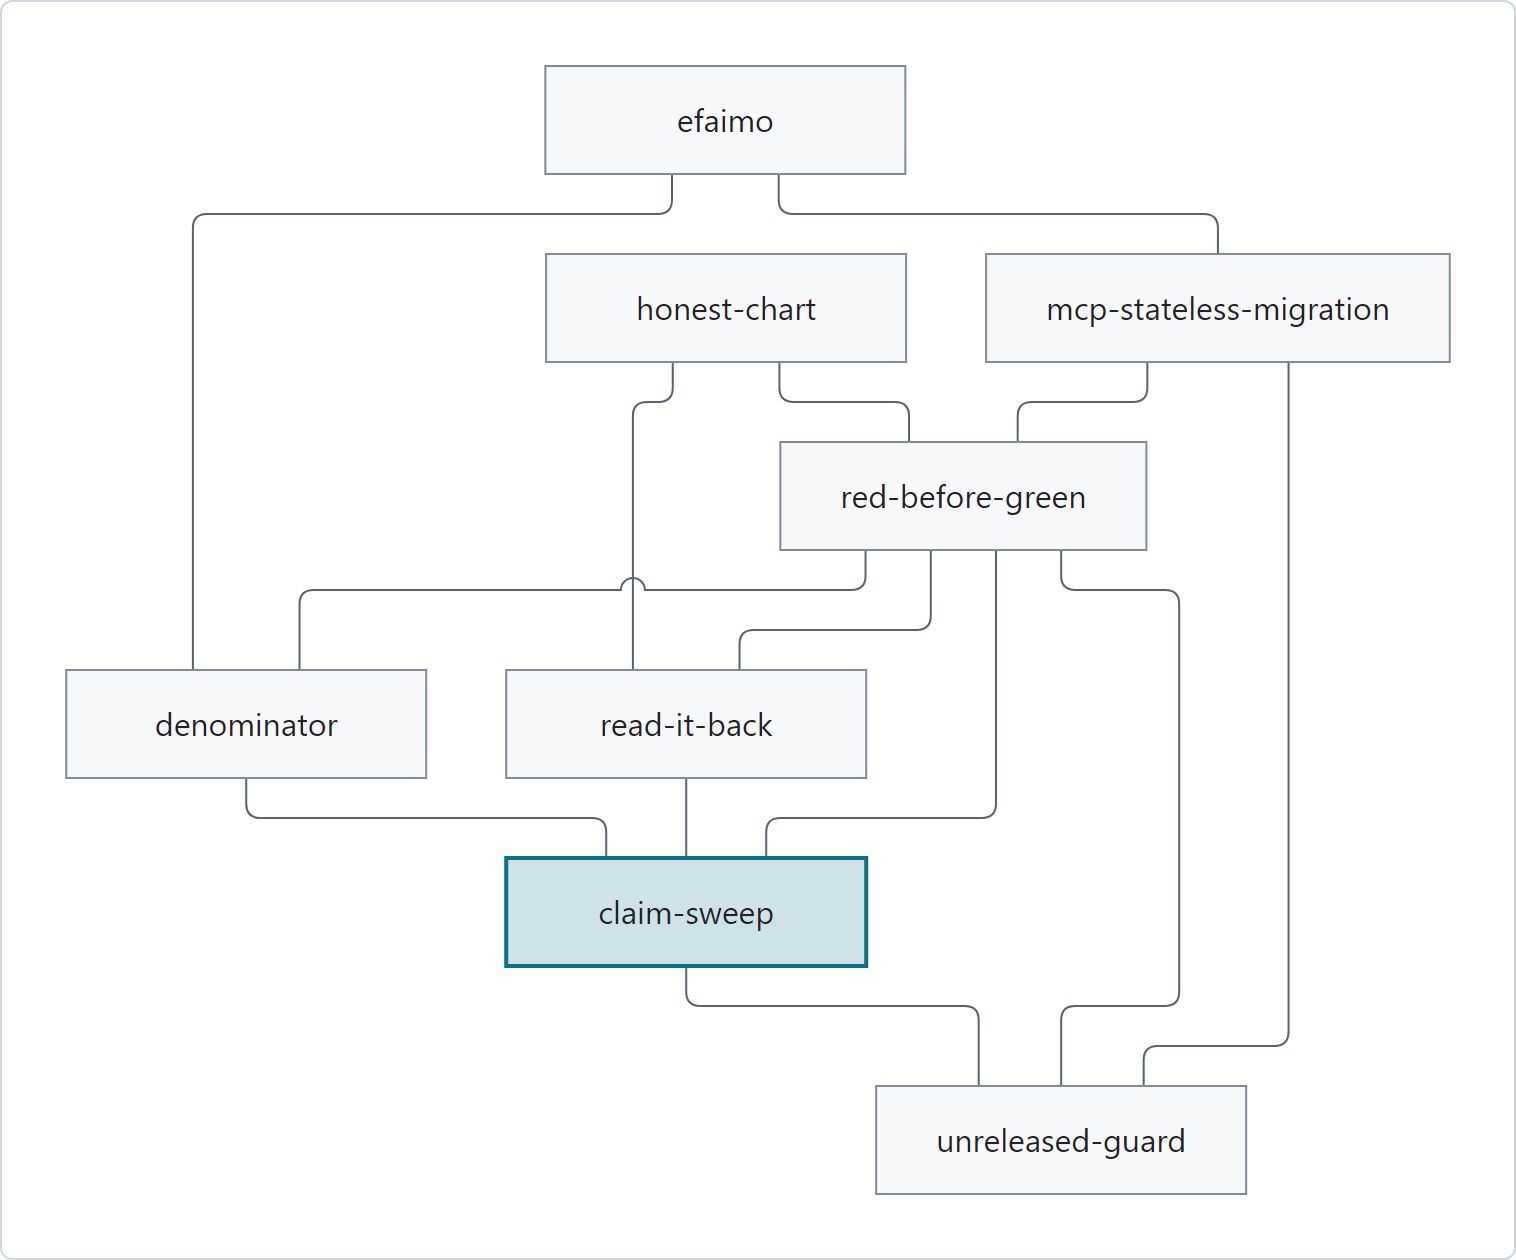 efaimo
honest-chart
mcp-stateless-migration
red-before-green
denominator
read-it-back
claim-sweep
unreleased-guard